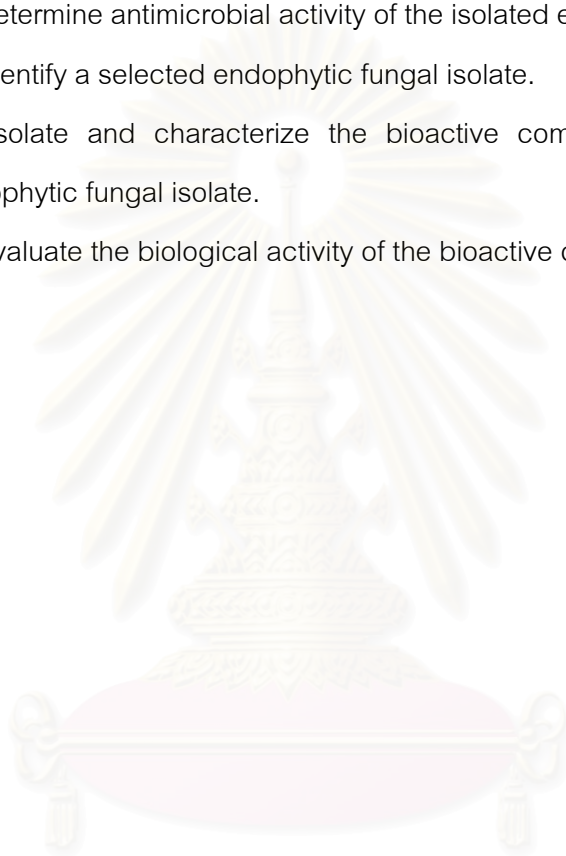 etermine antimicrobial activity of the isolated e
entify a selected endophytic fungal isolate.
solate and characterize the bioactive com
phytic fungal isolate.
valuate the biological activity of the bioactive